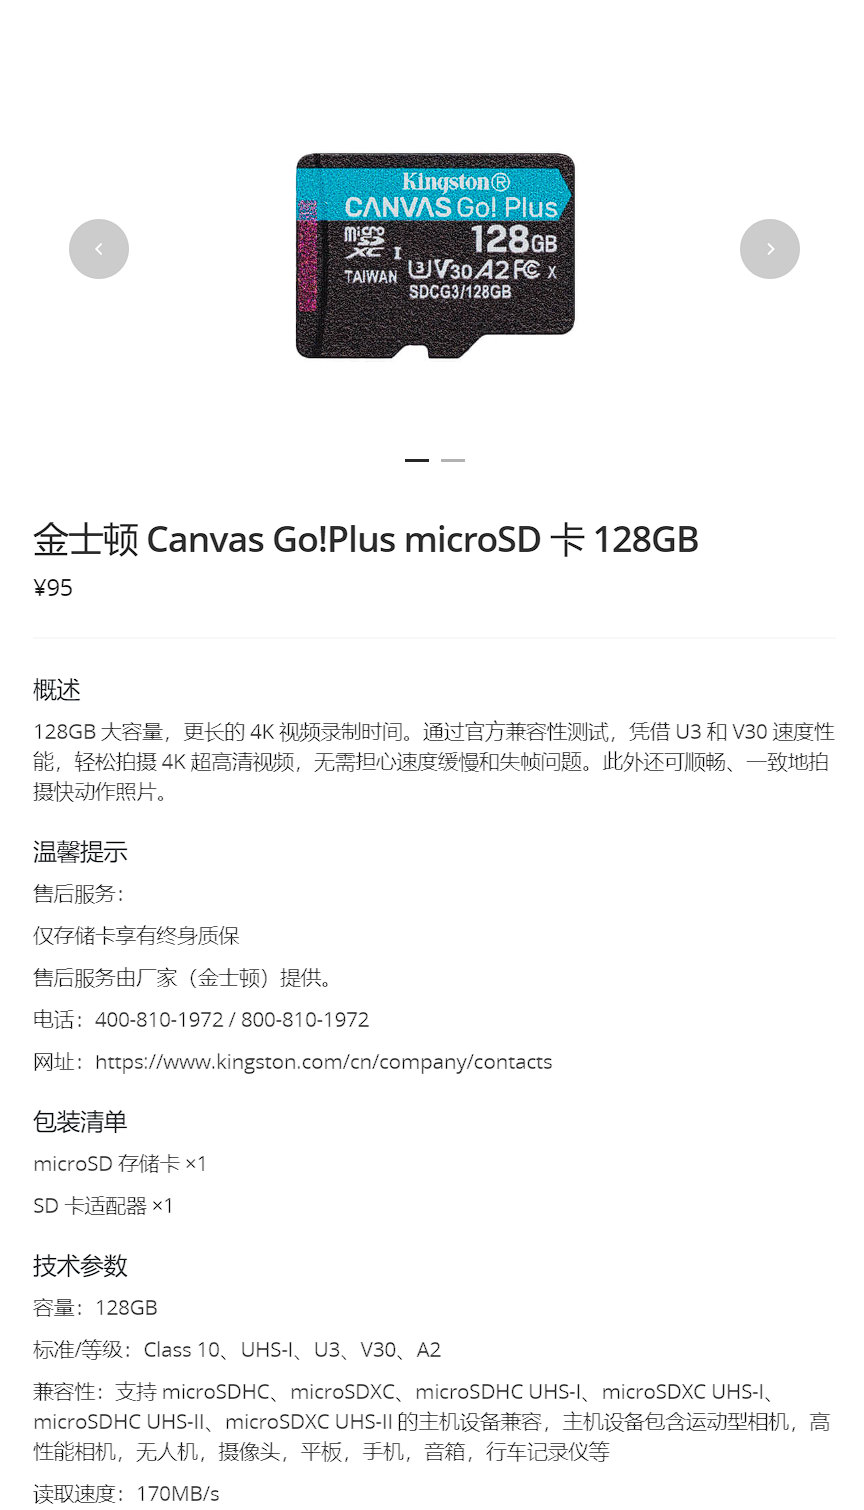 Kingston®
CANVAS Go! Plus
micro SD XC I
128GB
TAIWAN
U3 V30 A2 FC X
SDCG3/128GB
金士顿 Canvas Go!Plus microSD 卡 128GB
¥95
概述
128GB 大容量，更长的 4K 视频录制时间。通过官方兼容性测试，凭借 U3 和 V30 速度性
能，轻松拍摄 4K 超高清视频，无需担心速度缓慢和失帧问题。此外还可顺畅、一致地拍
摄快动作照片。
温馨提示
售后服务：
仅存储卡享有终身质保
售后服务由厂家（金士顿）提供。
电话：400-810-1972 / 800-810-1972
网址：https://www.kingston.com/cn/company/contacts
包装清单
microSD 存储卡 ×1
SD 卡适配器 ×1
技术参数
容量：128GB
标准/等级：Class 10、UHS-I、U3、V30、A2
兼容性：支持 microSDHC、microSDXC、microSDHC UHS-I、microSDXC UHS-I、
microSDHC UHS-II、microSDXC UHS-II 的主机设备兼容，主机设备包含运动型相机，高
性能相机，无人机，摄像头，平板，手机，音箱，行车记录仪等
读取速度：170MB/s